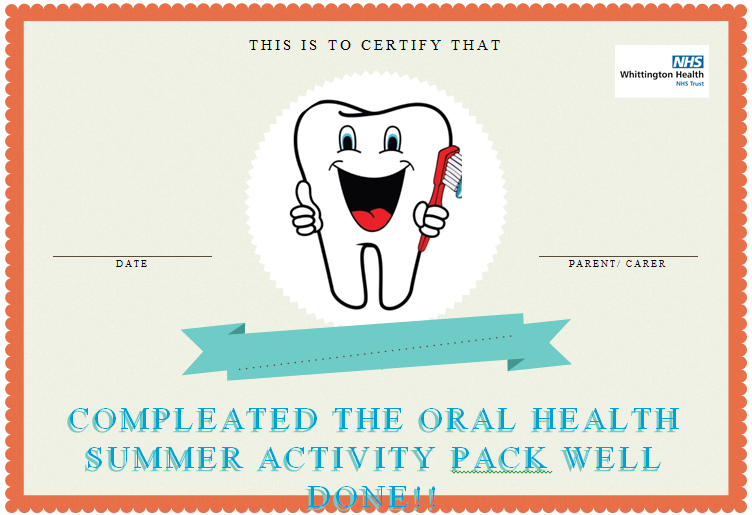 THIS IS TO CERTIFY THAT
NHS
Whittington Health
NHS Trust
DATE
PARENT/ CARER
COMPLEATED THE ORAL HEALTH
SUMMER ACTIVITY PACK WELL
DONE!!